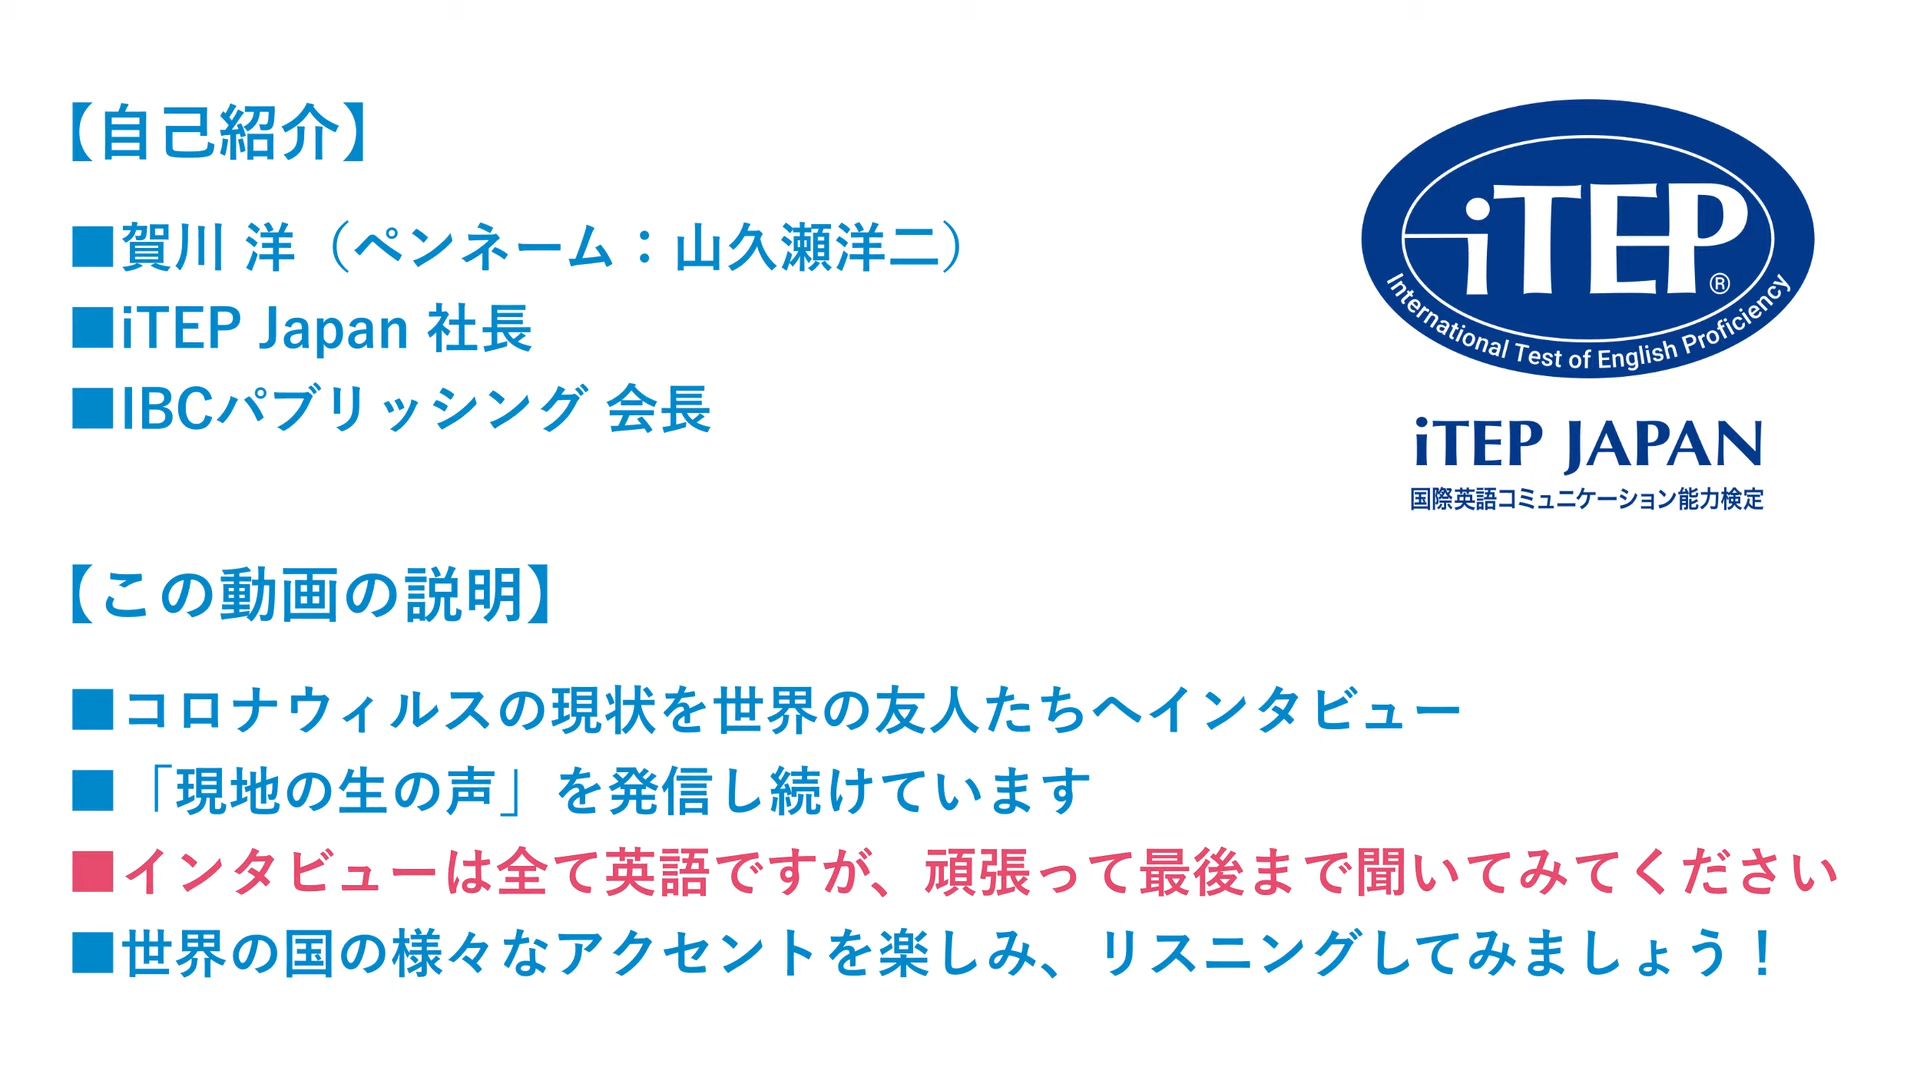 【自己紹介】
■賀川 洋（ペンネーム：山久瀬洋二）
■iTEP Japan 社長
■IBCパブリッシング 会長
iTEP®
International Test of English Proficiency
iTEP JAPAN
国際英語コミュニケーション能力検定
【この動画の説明】
■コロナウィルスの現状を世界の友人たちへインタビュー
■「現地の生の声」を発信し続けています
■インタビューは全て英語ですが、頑張って最後まで聞いてみてください
■世界の国の様々なアクセントを楽しみ、リスニングしてみましょう！